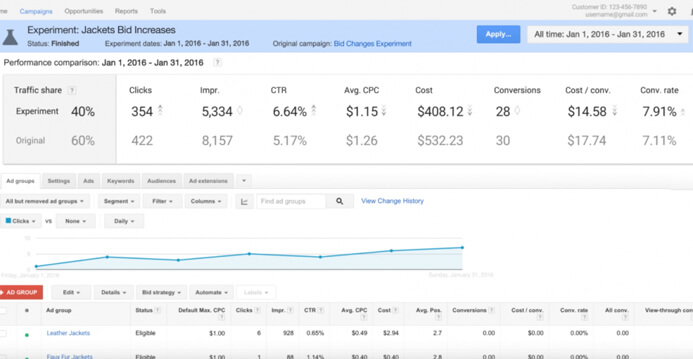 me Campaigns Opportunities Reports Tools
Customer ID: 123-456-7890
username@gmail.com
Experiment: Jackets Bid Increases
Status: Finished Experiment dates: Jan 1, 2016 - Jan 31, 2016 Original campaign: Bid Changes Experiment
Apply... All time: Jan 1, 2016 - Jan 31, 2016
Performance comparison: Jan 1, 2016 - Jan 31, 2016 ?
Traffic share ? Clicks Impr. CTR Avg. CPC Cost Conversions Cost / conv. Conv. rate
Experiment 40% 354 5,334 6.64% $1.15 $408.12 28 $14.58 7.91%
Original 60% 422 8,157 5.17% $1.26 $532.23 30 $17.74 7.11%
Ad groups Settings Ads Keywords Audiences Ad extensions
All but removed ad groups Segment Filter Columns Find ad groups View Change History
Clicks vs None Daily
Sunday, January 31, 2016
+ AD GROUP Edit Details Bid strategy Automate Labels
Ad group Status ? Default Max. CPC ? Clicks ? Impr. ? CTR ? Avg. CPC ? Cost ? Avg. Pos. ? Conversions ? Cost / conv. ? Conv. rate ? All conv. ? View-through con
Leather Jackets Eligible $1.00 6 928 0.65% $0.49 $2.94 2.7 0.00 $0.00 0.00% 0.00
Faux Fur Jackets Eligible $1.00 1 88 1.14% $0.40 $0.40 2.8 0.00 $0.00 0.00% 0.00